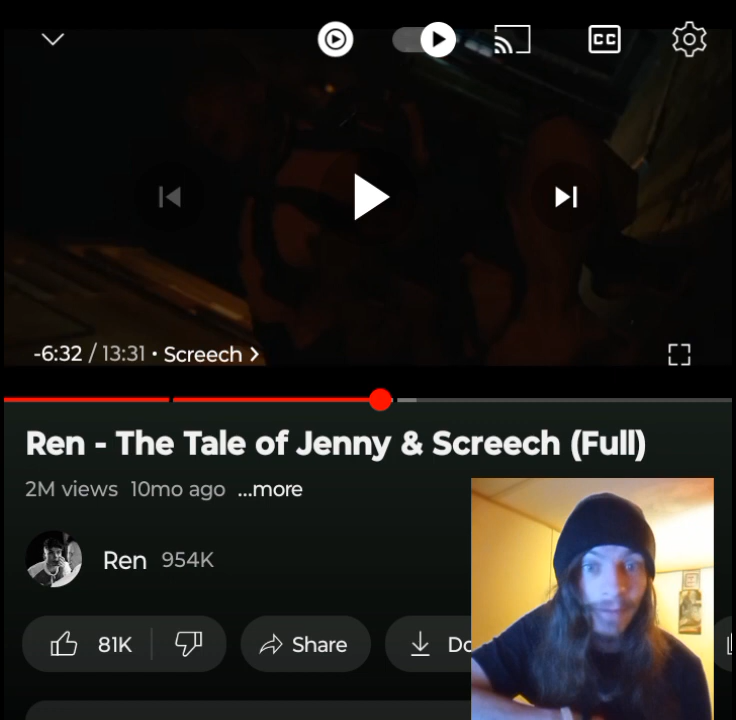 CC
-6:32 / 13:31 • Screech >
Ren - The Tale of Jenny & Screech (Full)
2M views 10mo ago ...more
Ren 954K
81K Share Do